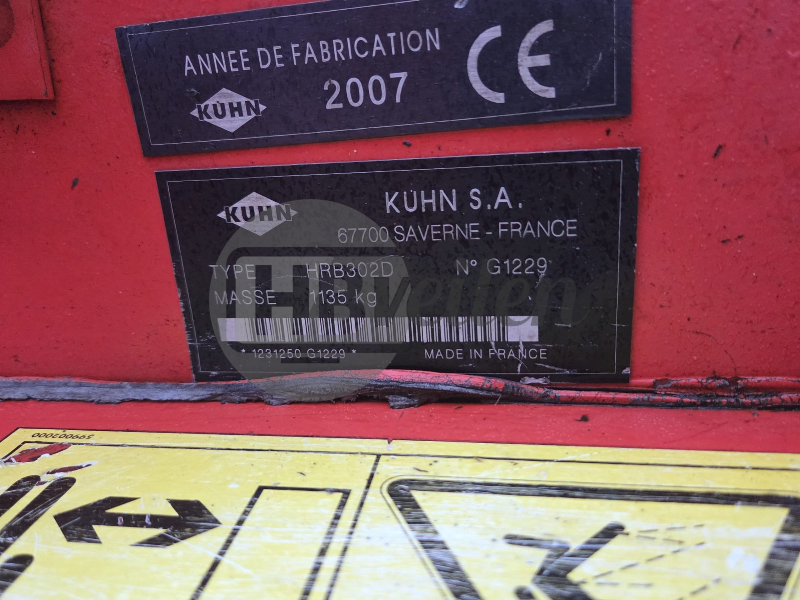 ANNEE DE FABRICATION
KUHN 2007 CE
KUHN KUHN S.A.
67700 SAVERNE - FRANCE
TYPE HRB302D N° G1229
MASSE 1135 kg
* 1231250 G1229 * MADE IN FRANCE